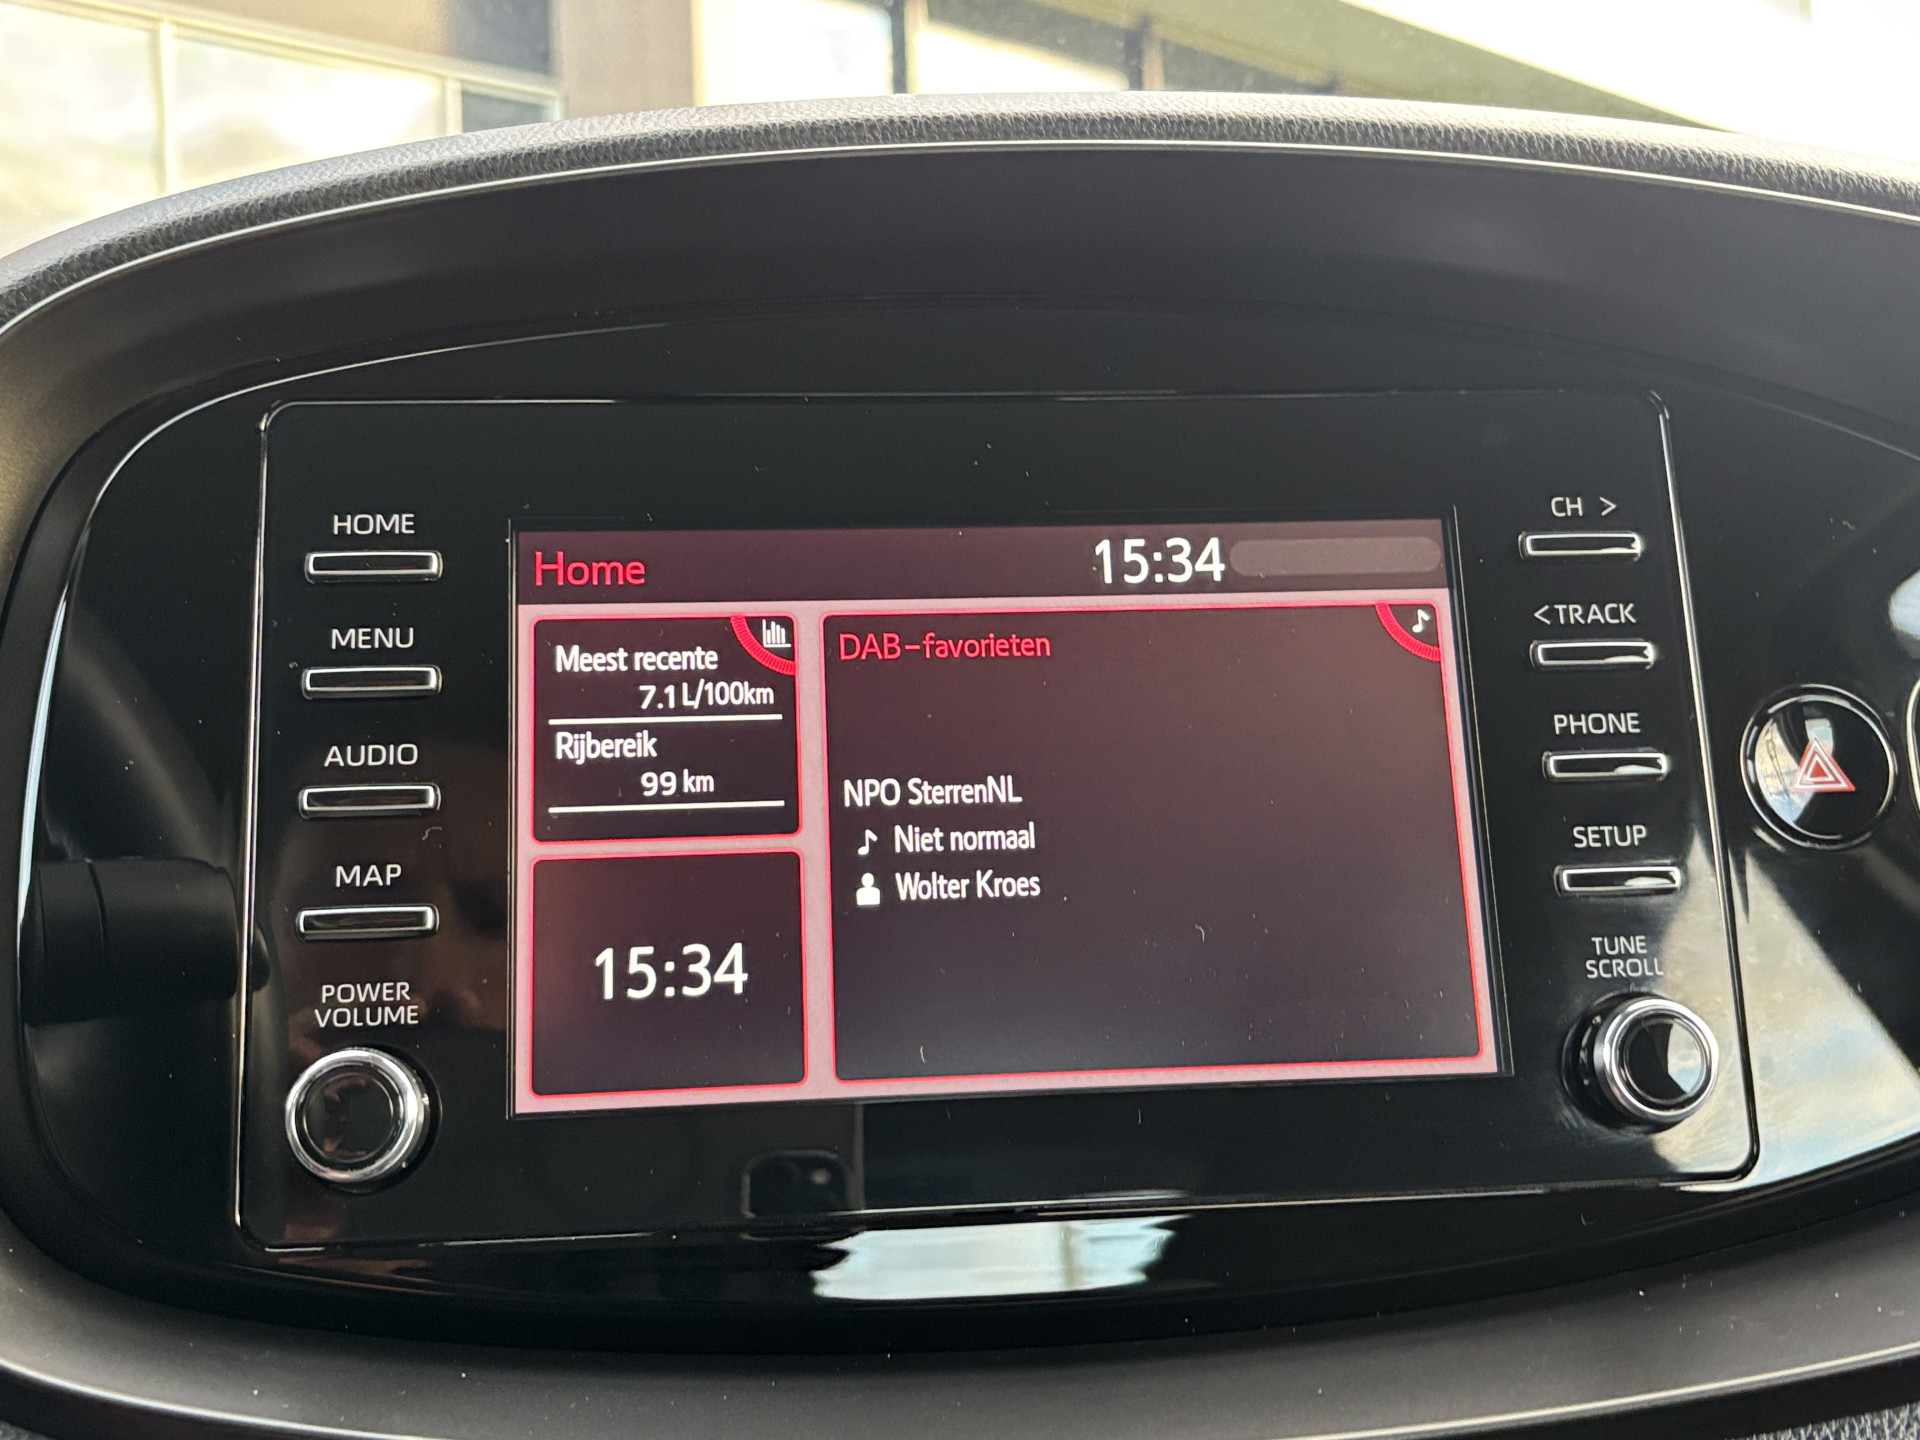 HOME
MENU
AUDIO
MAP
POWER
VOLUME
Home
15:34
Meest recente
7.1 L/100km
Rijbereik
99 km
15:34
DAB-favorieten
NPO SterrenNL
Niet normaal
Wolter Kroes
CH >
< TRACK
PHONE
SETUP
TUNE
SCROLL